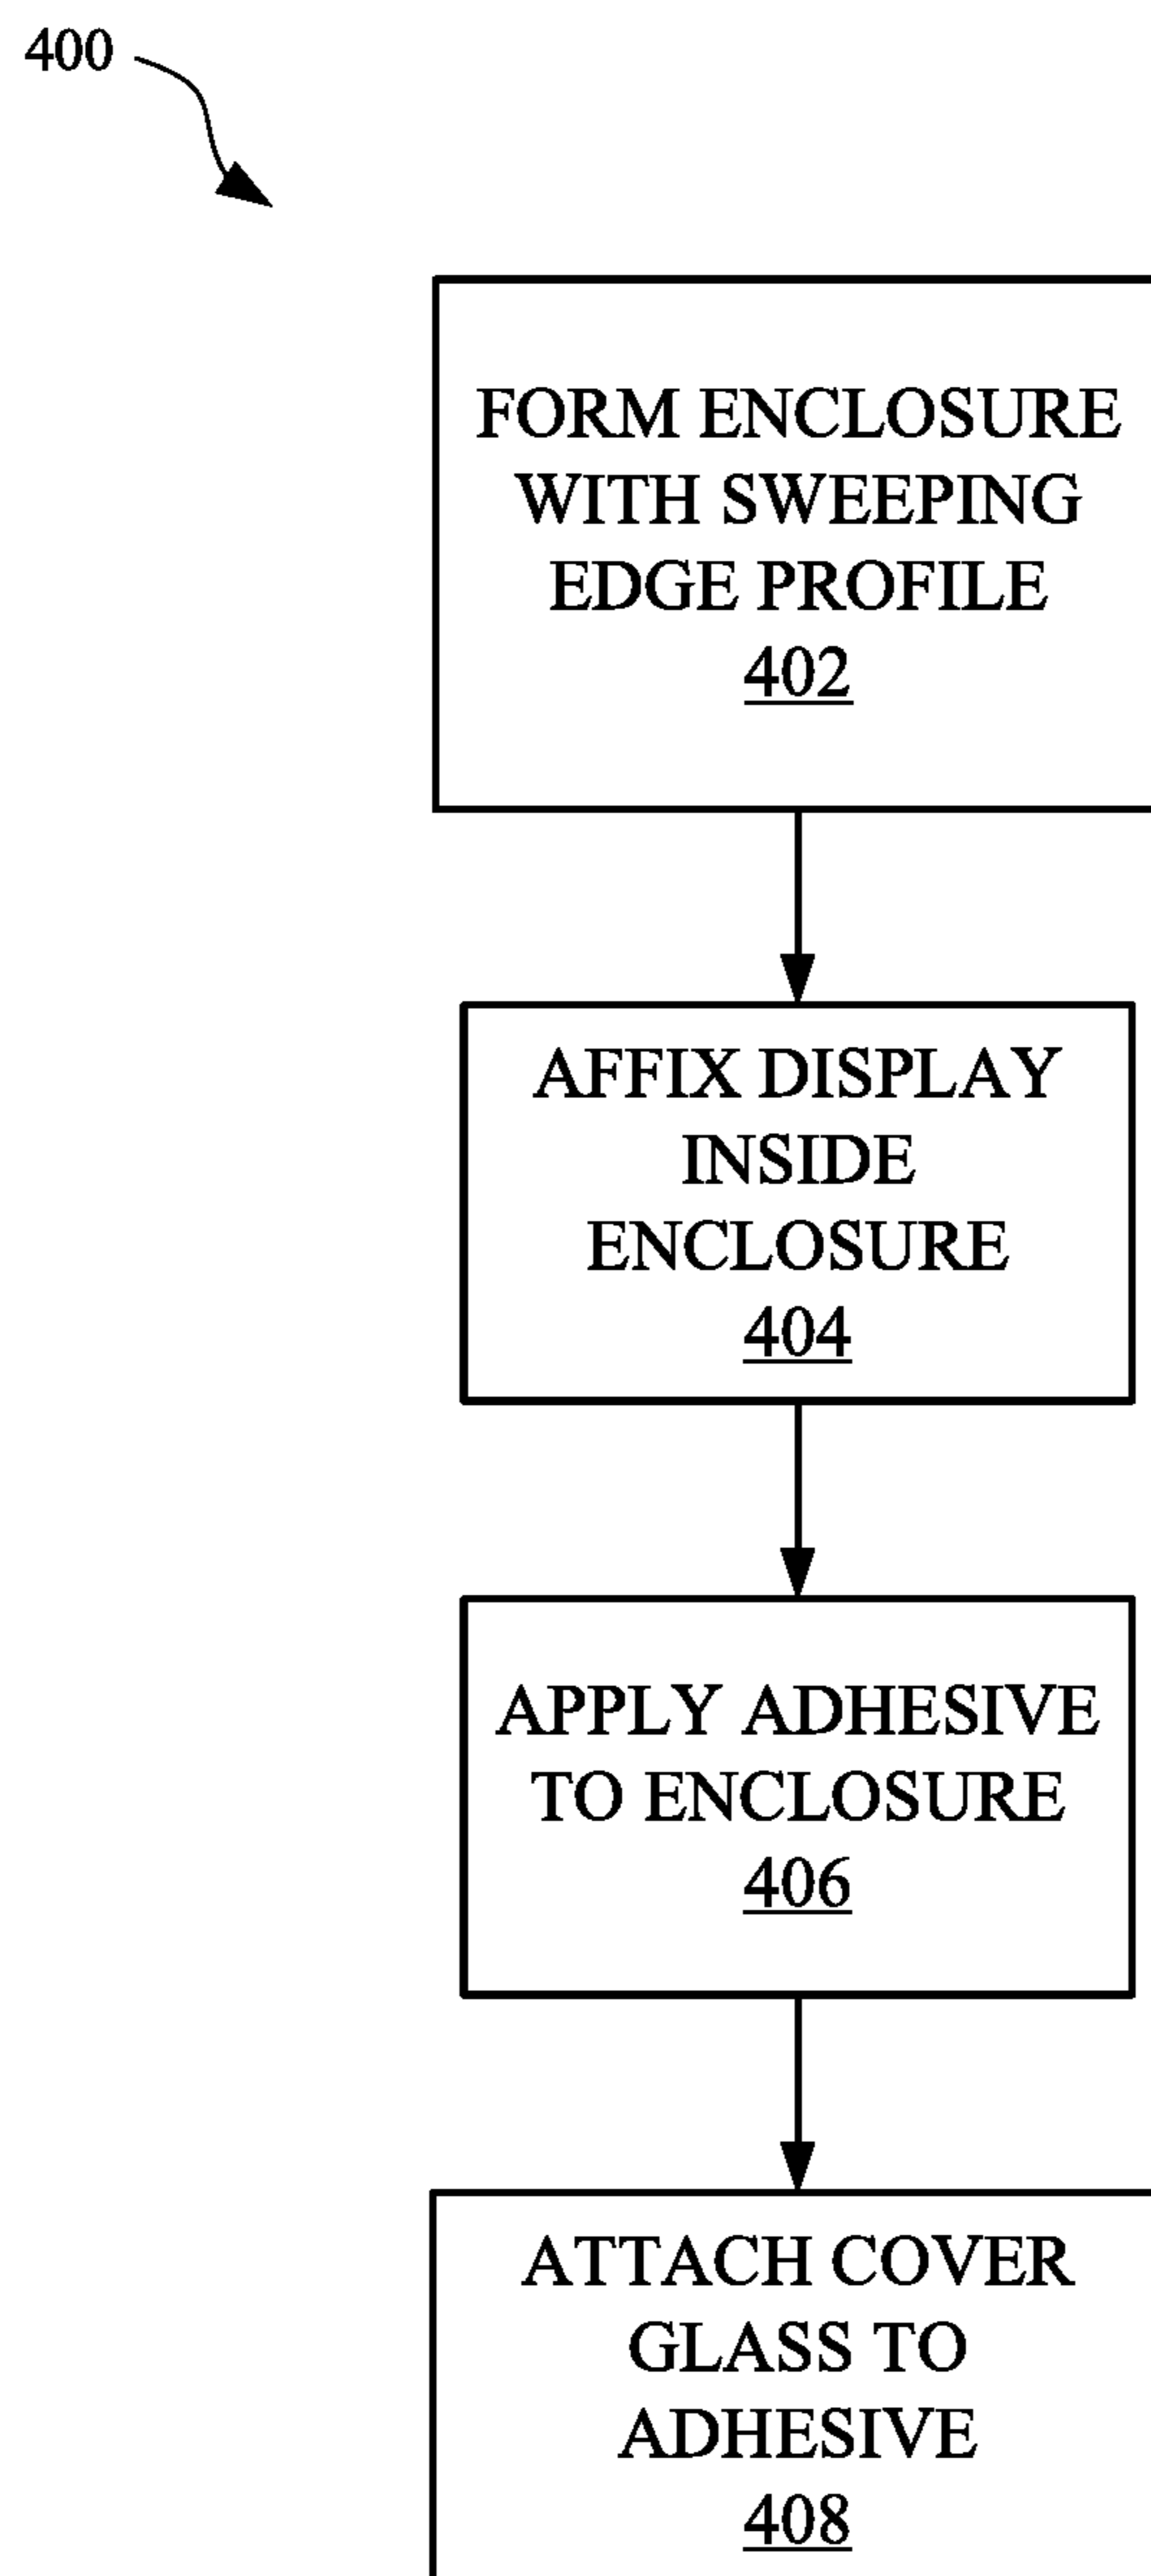 400
FORM ENCLOSURE
WITH SWEEPING
EDGE PROFILE
402
AFFIX DISPLAY
INSIDE
ENCLOSURE
404
APPLY ADHESIVE
TO ENCLOSURE
406
ATTACH COVER
GLASS TO
ADHESIVE
408